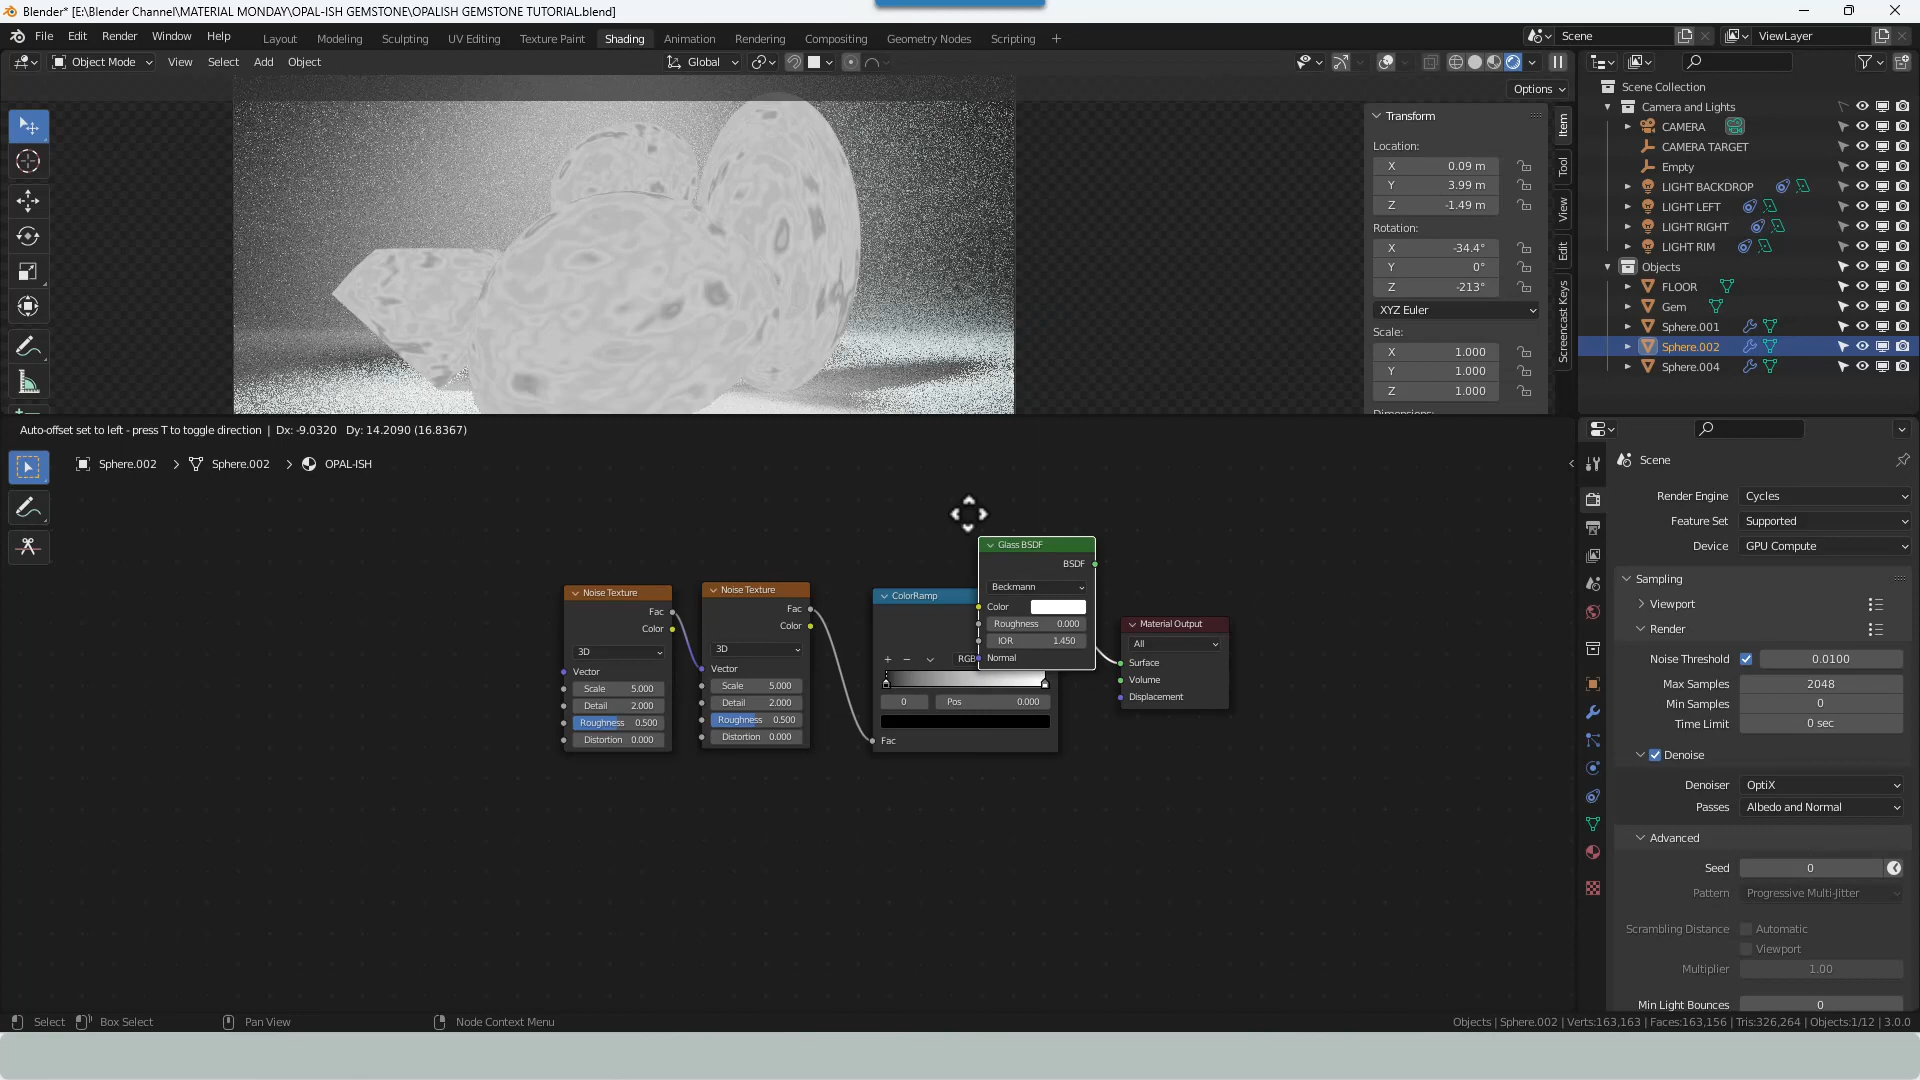 Blender* [E:\Blender Channel\MATERIAL MONDAY\OPAL-ISH GEMSTONE\OPALISH GEMSTONE TUTORIAL.blend]
File Edit Render Window Help
Layout Modeling Sculpting UV Editing Texture Paint Shading Animation Rendering Compositing Geometry Nodes Scripting
Scene
ViewLayer
Object Mode View Select Add Object
Global
Options
Transform
Location:
X 0.09 m
Y 3.99 m
Z -1.49 m
Rotation:
X -34.4°
Y 0°
Z -213°
XYZ Euler
Scale:
X 1.000
Y 1.000
Z 1.000
Item
Tool
View
Edit
Screencast Keys
Scene Collection
Camera and Lights
CAMERA
CAMERA TARGET
Empty
LIGHT BACKDROP
LIGHT LEFT
LIGHT RIGHT
LIGHT RIM
Objects
FLOOR
Gem
Sphere.001
Sphere.002
Sphere.004
Auto-offset set to left - press T to toggle direction | Dx: -9.0320 Dy: 14.2090 (16.8367)
Sphere.002 > Sphere.002 > OPAL-ISH
Noise Texture
Fac
Color
3D
Vector
Scale 5.000
Detail 2.000
Roughness 0.500
Distortion 0.000
Noise Texture
Fac
Color
3D
Vector
Scale 5.000
Detail 2.000
Roughness 0.500
Distortion 0.000
ColorRamp
RGB
0 Pos 0.000
Fac
Glass BSDF
BSDF
Beckmann
Color
Roughness 0.000
IOR 1.450
Normal
Material Output
All
Surface
Volume
Displacement
Scene
Render Engine Cycles
Feature Set Supported
Device GPU Compute
Sampling
Viewport
Render
Noise Threshold 0.0100
Max Samples 2048
Min Samples 0
Time Limit 0 sec
Denoise
Denoiser OptiX
Passes Albedo and Normal
Advanced
Seed 0
Pattern Progressive Multi-Jitter
Scrambling Distance Automatic
Viewport
Multiplier 1.00
Min Light Bounces 0
Select Box Select Pan View Node Context Menu
Objects | Sphere.002 | Verts:163,163 | Faces:163,156 | Tris:326,264 | Objects:1/12 | 3.0.0